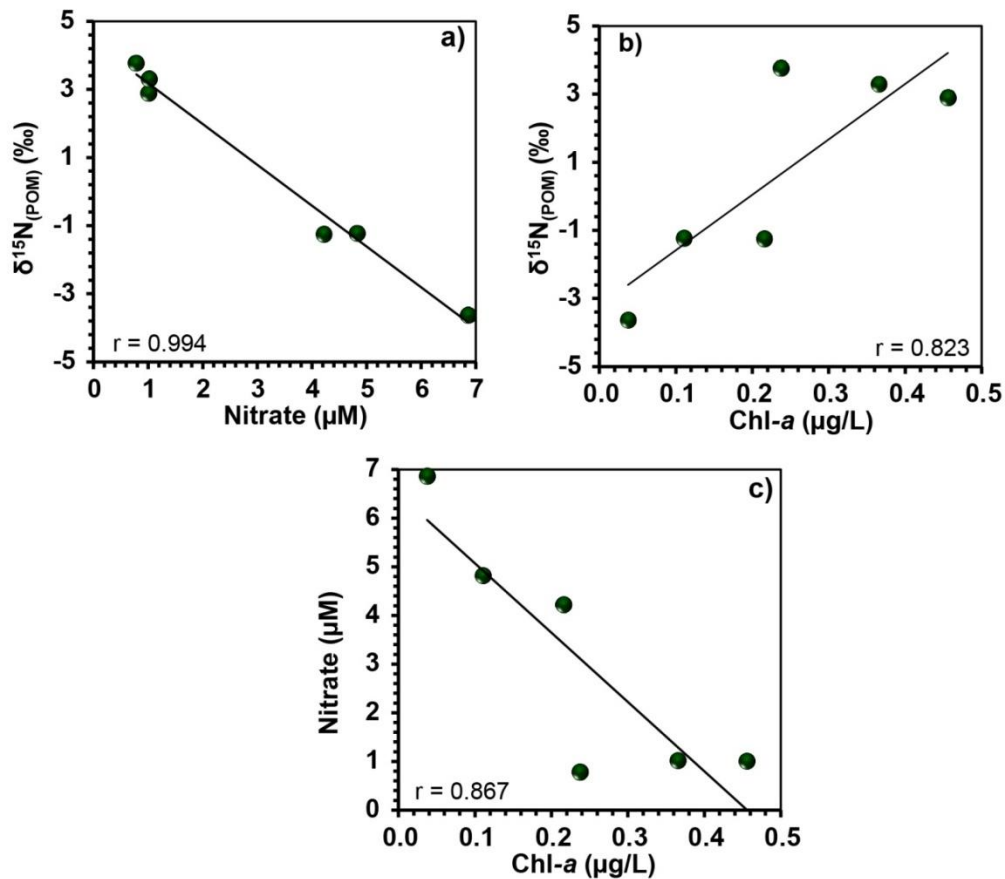 a)
5
3
1
-1
-3
-5
δ¹⁵N(POM) (‰)
r = 0.994
0 1 2 3 4 5 6 7
Nitrate (µM)
b)
5
3
1
-1
-3
-5
δ¹⁵N(POM) (‰)
r = 0.823
0.0 0.1 0.2 0.3 0.4 0.5
Chl-a (µg/L)
c)
7
6
5
4
3
2
1
0
Nitrate (µM)
r = 0.867
0.0 0.1 0.2 0.3 0.4 0.5
Chl-a (µg/L)